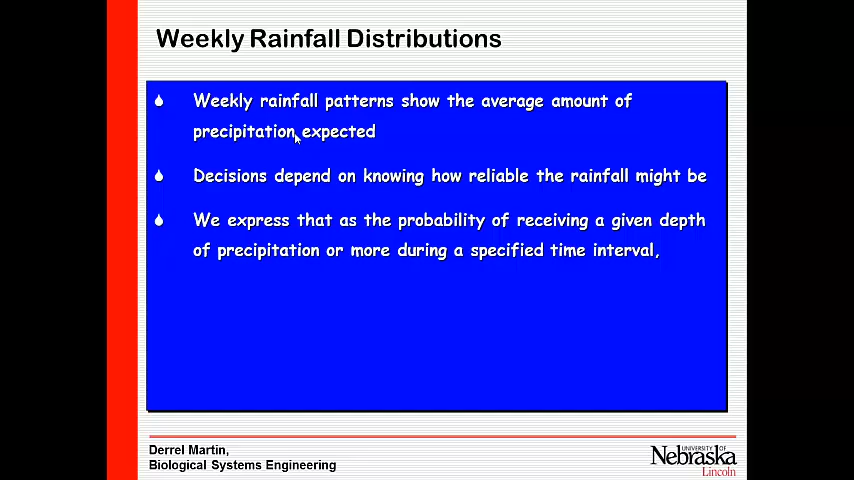 Weekly Rainfall Distributions
Weekly rainfall patterns show the average amount of
precipitation expected
Decisions depend on knowing how reliable the rainfall might be
We express that as the probability of receiving a given depth
of precipitation or more during a specified time interval,
Derrel Martin,
Biological Systems Engineering
UNIVERSITY OF
Nebraska
Lincoln